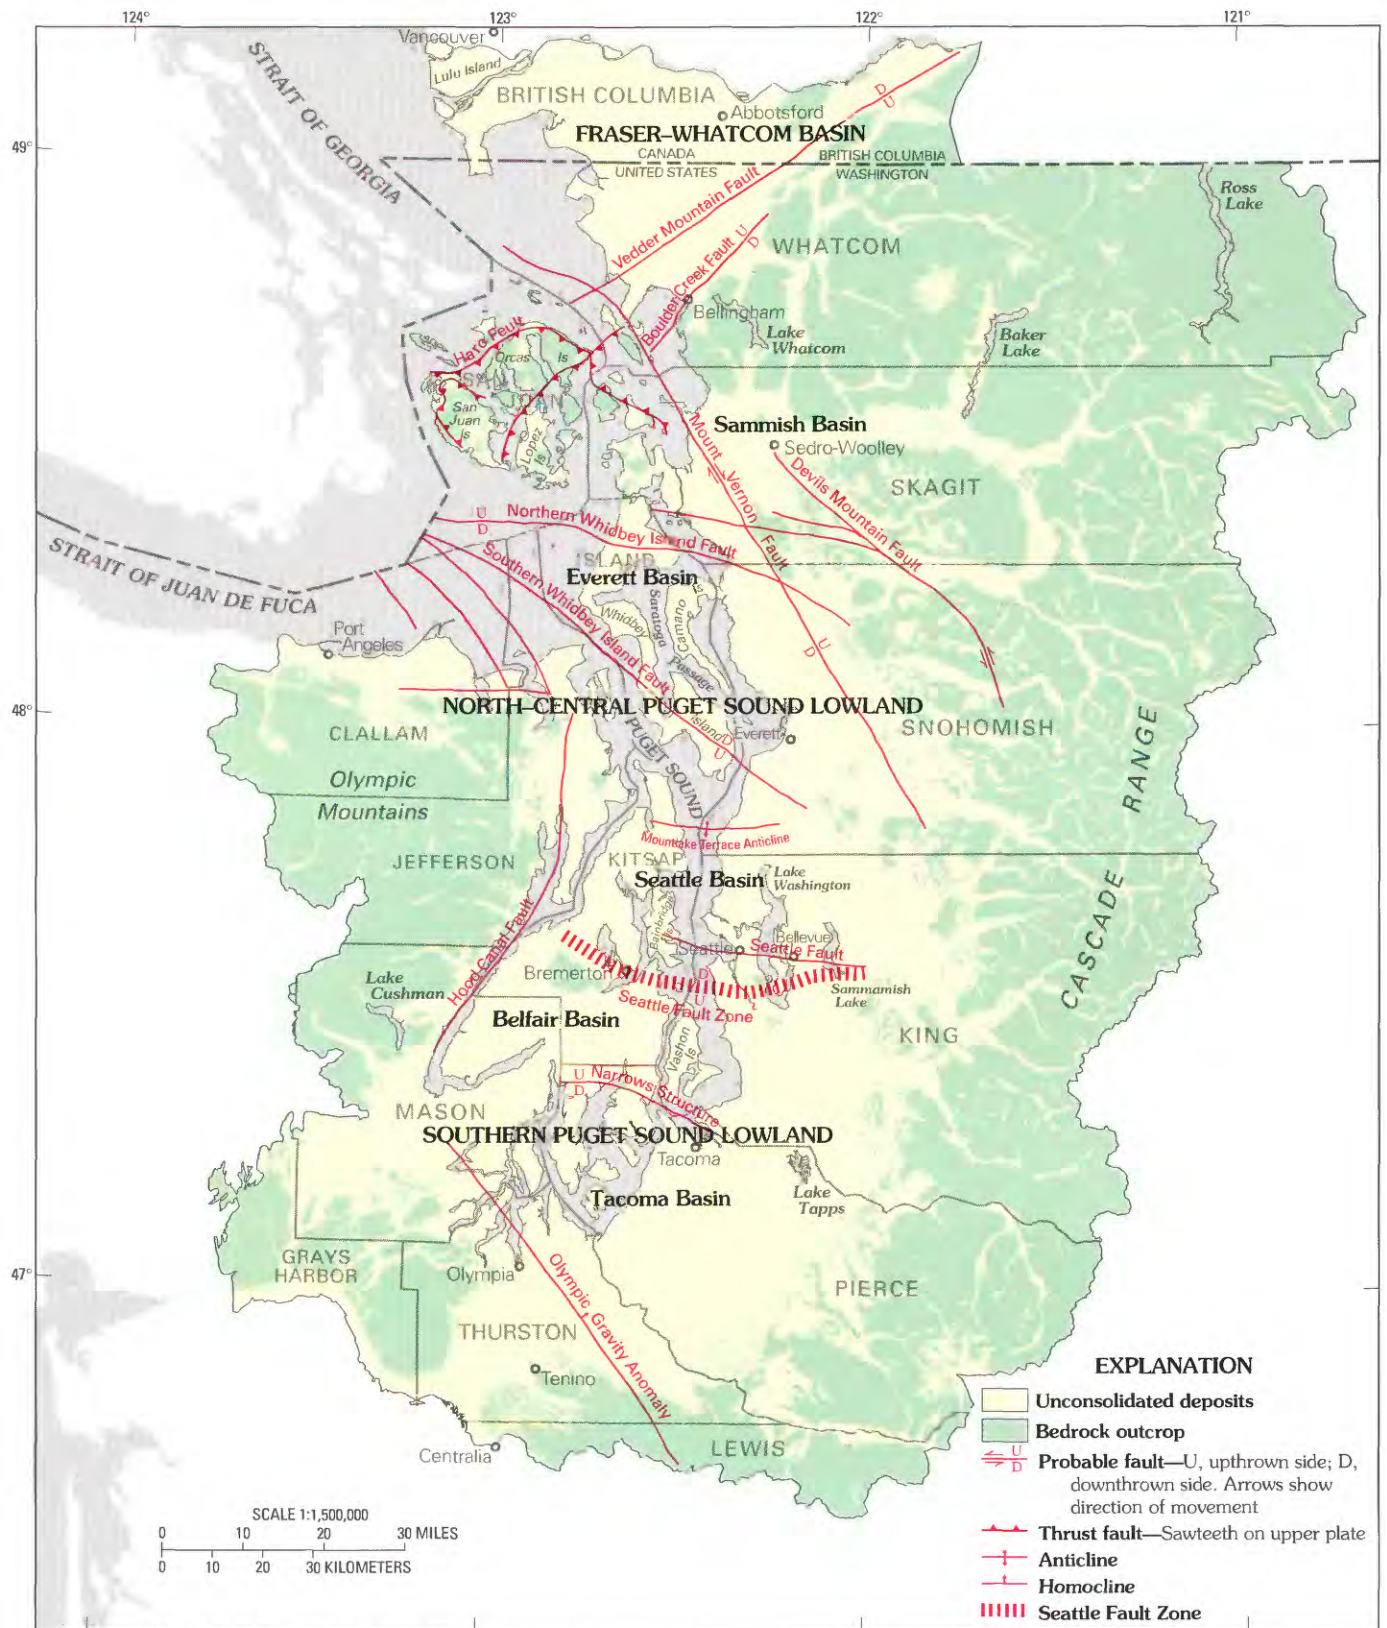 124°
123°
122°
121°
Vancouver
Lulu Island
STRAIT OF GEORGIA
BRITISH COLUMBIA
Abbotsford
D
U
FRASER–WHATCOM BASIN
49°
CANADA
UNITED STATES
BRITISH COLUMBIA
WASHINGTON
Vedder Mountain Fault
Ross
Lake
Boulder Creek Fault
U
D
WHATCOM
Bellingham
Lake
Whatcom
Baker
Lake
Haro Fault
Orcas
Is
SAN
JUAN
San
Juan
Is
Lopez
Is
Sammish Basin
Sedro-Woolley
Mount Vernon Fault
Devils Mountain Fault
SKAGIT
U
D
Northern Whidbey Island Fault
Southern Whidbey Island Fault
ISLAND
Everett Basin
STRAIT OF JUAN DE FUCA
Whidbey
Island
Saratoga
Passage
Camano
Is
U
D
Port
Angeles
48°
NORTH–CENTRAL PUGET SOUND LOWLAND
CLALLAM
PUGET SOUND
Everett
D
U
SNOHOMISH
Olympic
Mountains
CASCADE RANGE
Mountlake Terrace Anticline
JEFFERSON
KITSAP
Seattle Basin
Lake
Washington
Bainbridge
Is
Hood Canal Fault
Seattle
Bellevue
Seattle Fault
Bremerton
D
U
Seattle Fault Zone
Sammamish
Lake
Lake
Cushman
Belfair Basin
KING
Vashon
Is
U
D
Narrows Structure
MASON
SOUTHERN PUGET SOUND LOWLAND
Tacoma
Tacoma Basin
Lake
Tapps
GRAYS
HARBOR
47°
Olympia
Olympic Gravity Anomaly
PIERCE
THURSTON
Tenino
Centralia
LEWIS
EXPLANATION
Unconsolidated deposits
Bedrock outcrop
U
D
Probable fault—U, upthrown side; D,
downthrown side. Arrows show
direction of movement
Thrust fault—Sawteeth on upper plate
Anticline
Homocline
Seattle Fault Zone
SCALE 1:1,500,000
0 10 20 30 MILES
0 10 20 30 KILOMETERS